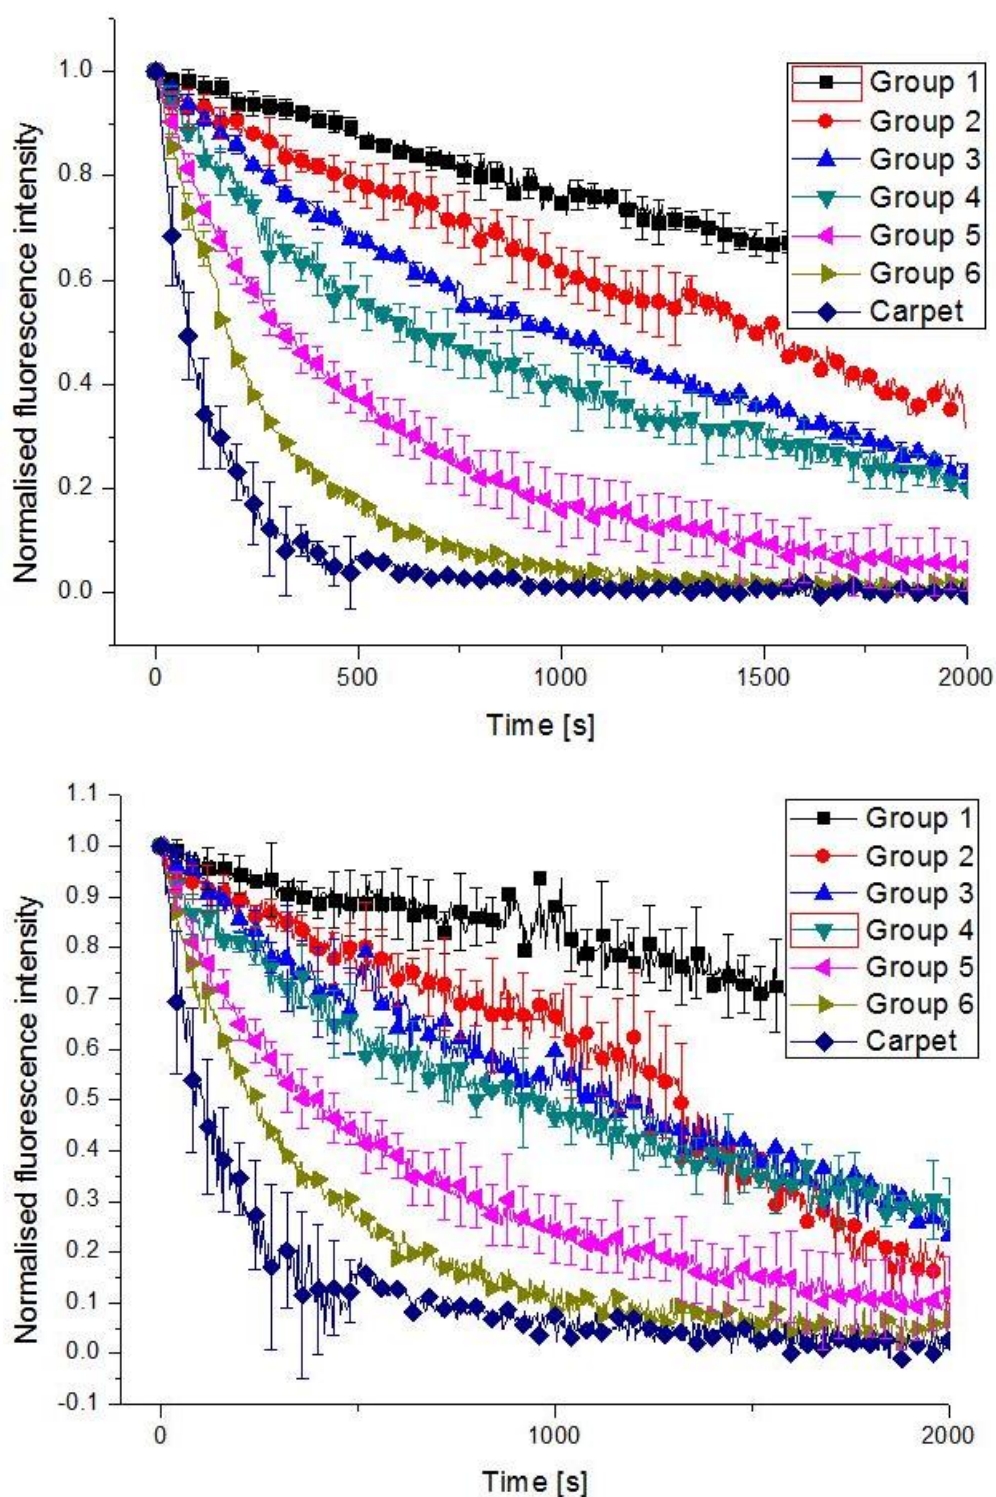 Normalised fluorescence intensity
1.0
0.8
0.6
0.4
0.2
0.0
0
500
1000
1500
2000
Time [s]
Group 1
Group 2
Group 3
Group 4
Group 5
Group 6
Carpet
Normalised fluorescence intensity
1.1
1.0
0.9
0.8
0.7
0.6
0.5
0.4
0.3
0.2
0.1
0.0
-0.1
0
1000
2000
Time [s]
Group 1
Group 2
Group 3
Group 4
Group 5
Group 6
Carpet